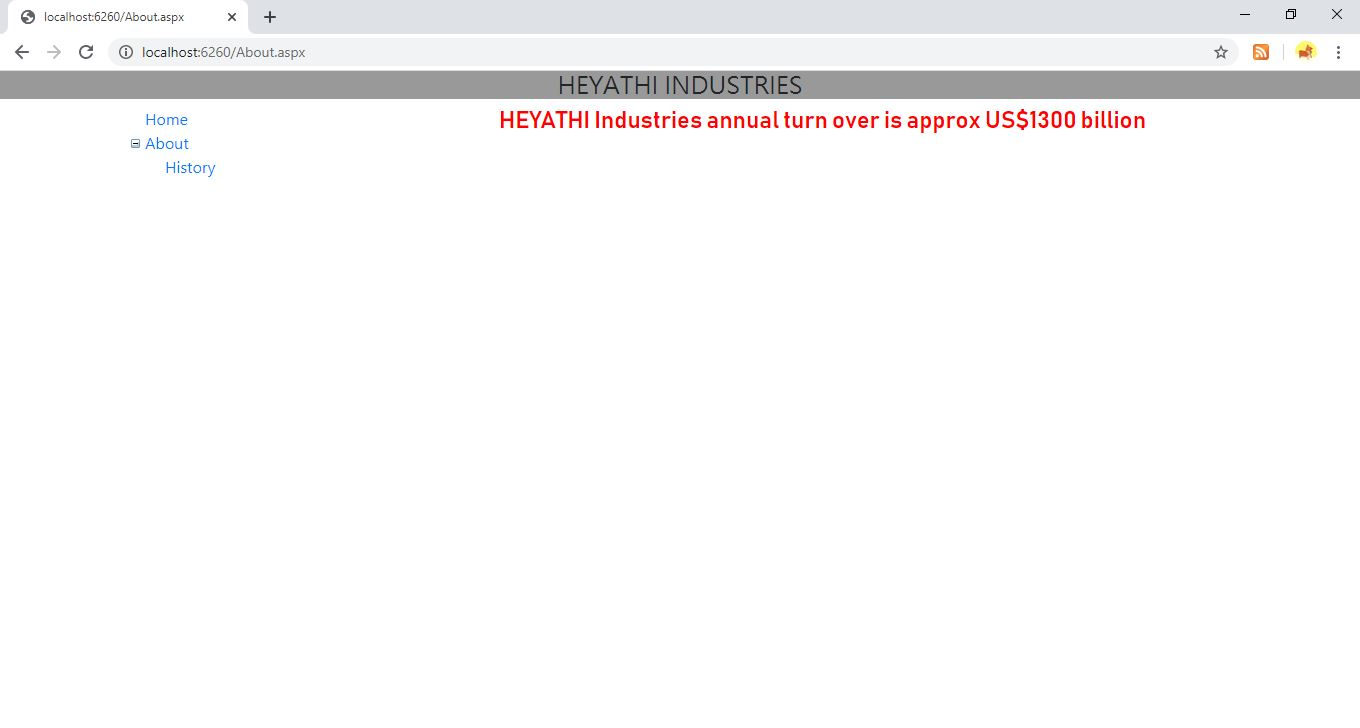 localhost:6260/About.aspx
localhost:6260/About.aspx
HEYATHI INDUSTRIES
Home
HEYATHI Industries annual turn over is approx US$1300 billion
About
History